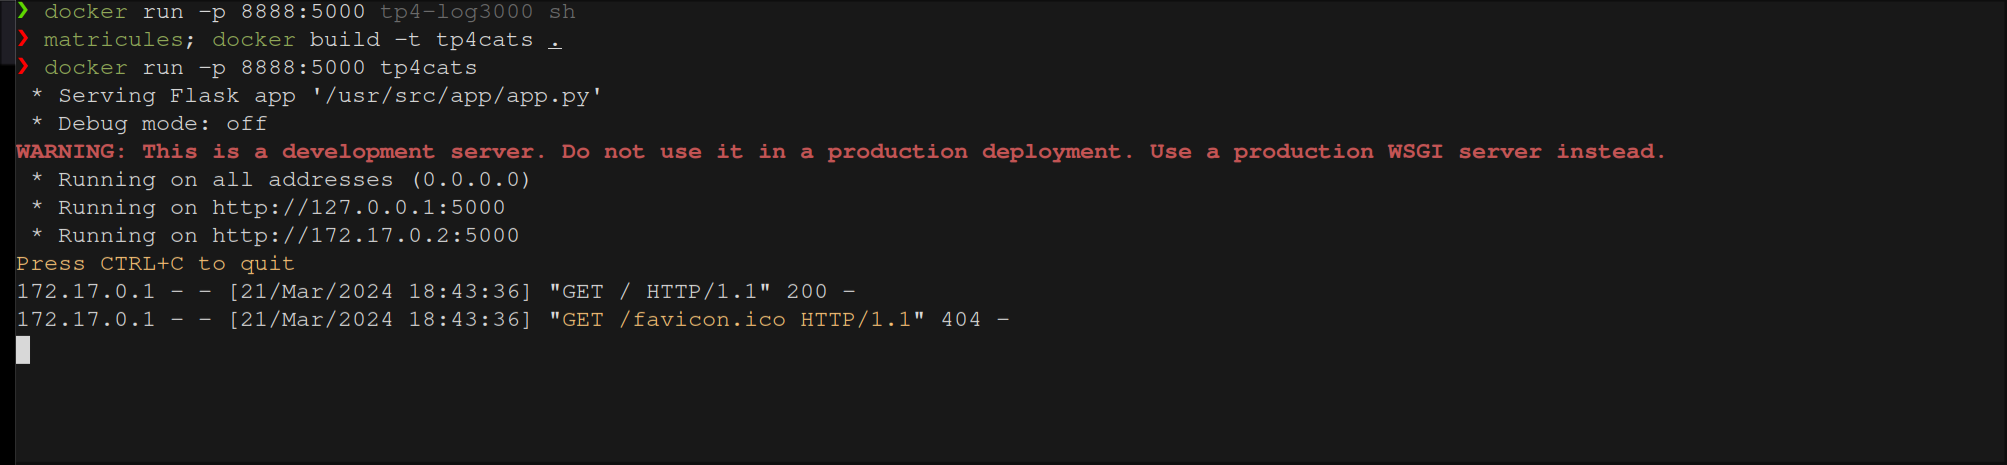 ❯ docker run -p 8888:5000 tp4-log3000 sh
❯ matricules; docker build -t tp4cats .
❯ docker run -p 8888:5000 tp4cats
 * Serving Flask app '/usr/src/app/app.py'
 * Debug mode: off
WARNING: This is a development server. Do not use it in a production deployment. Use a production WSGI server instead.
 * Running on all addresses (0.0.0.0)
 * Running on http://127.0.0.1:5000
 * Running on http://172.17.0.2:5000
Press CTRL+C to quit
172.17.0.1 - - [21/Mar/2024 18:43:36] "GET / HTTP/1.1" 200 -
172.17.0.1 - - [21/Mar/2024 18:43:36] "GET /favicon.ico HTTP/1.1" 404 -